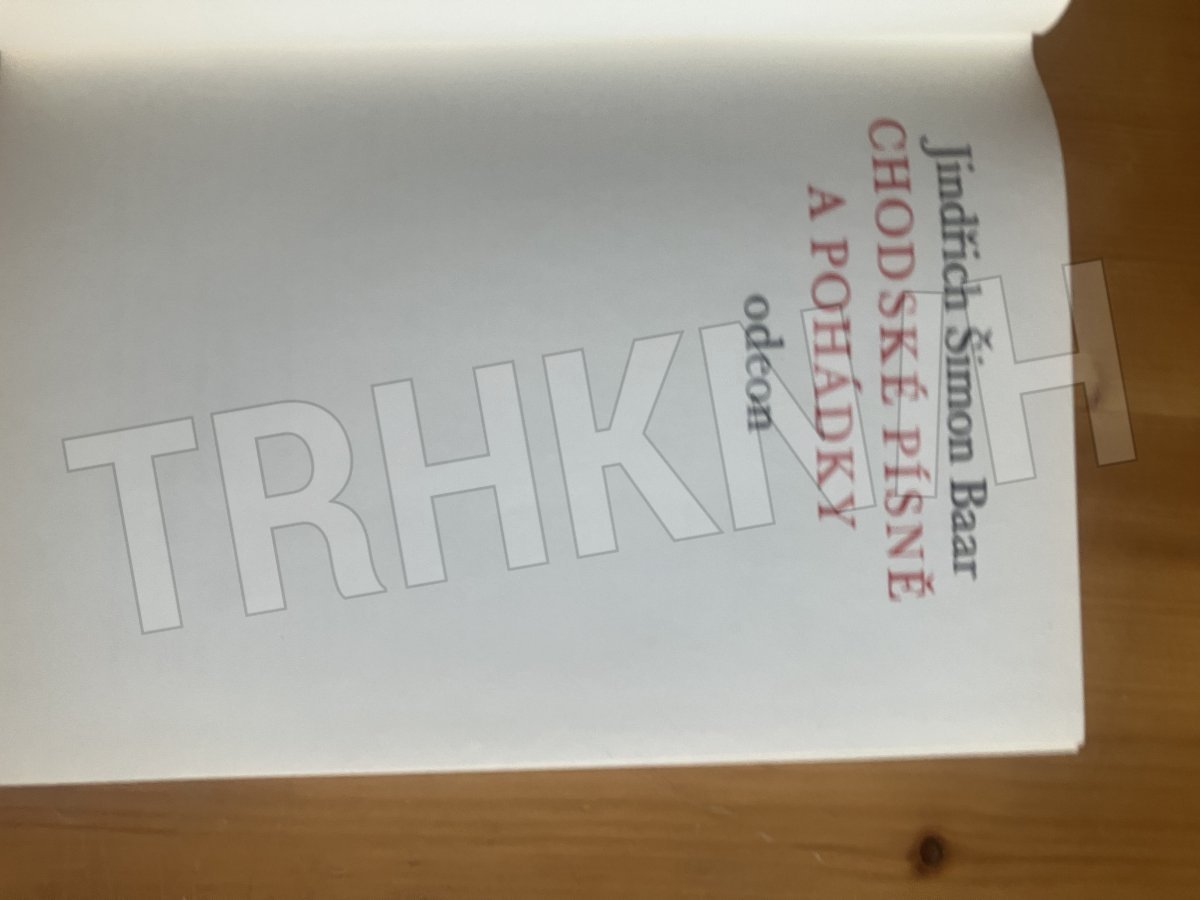 Jindřich Šimon Baar
CHODSKÉ PÍSNĚ
A POHÁDKY
odeon
TRHKNIH